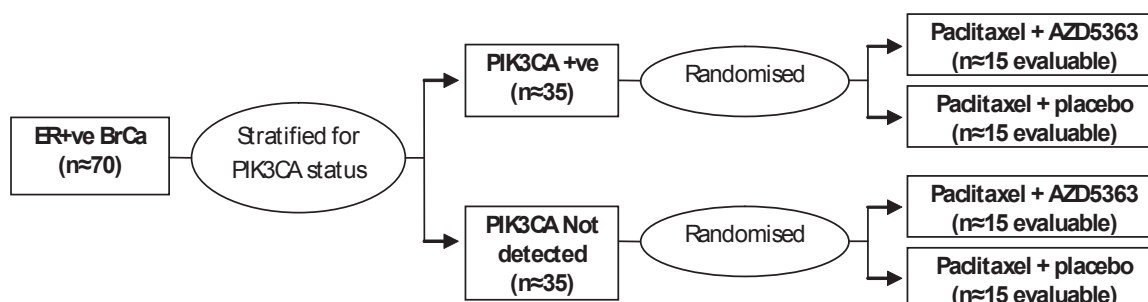 ER+ve BrCa
(n≈70)
Stratified for
PIK3CA status
PIK3CA +ve
(n≈35)
Randomised
Paclitaxel + AZD5363
(n≈15 evaluable)
Paclitaxel + placebo
(n≈15 evaluable)
PIK3CA Not
detected
(n≈35)
Randomised
Paclitaxel + AZD5363
(n≈15 evaluable)
Paclitaxel + placebo
(n≈15 evaluable)